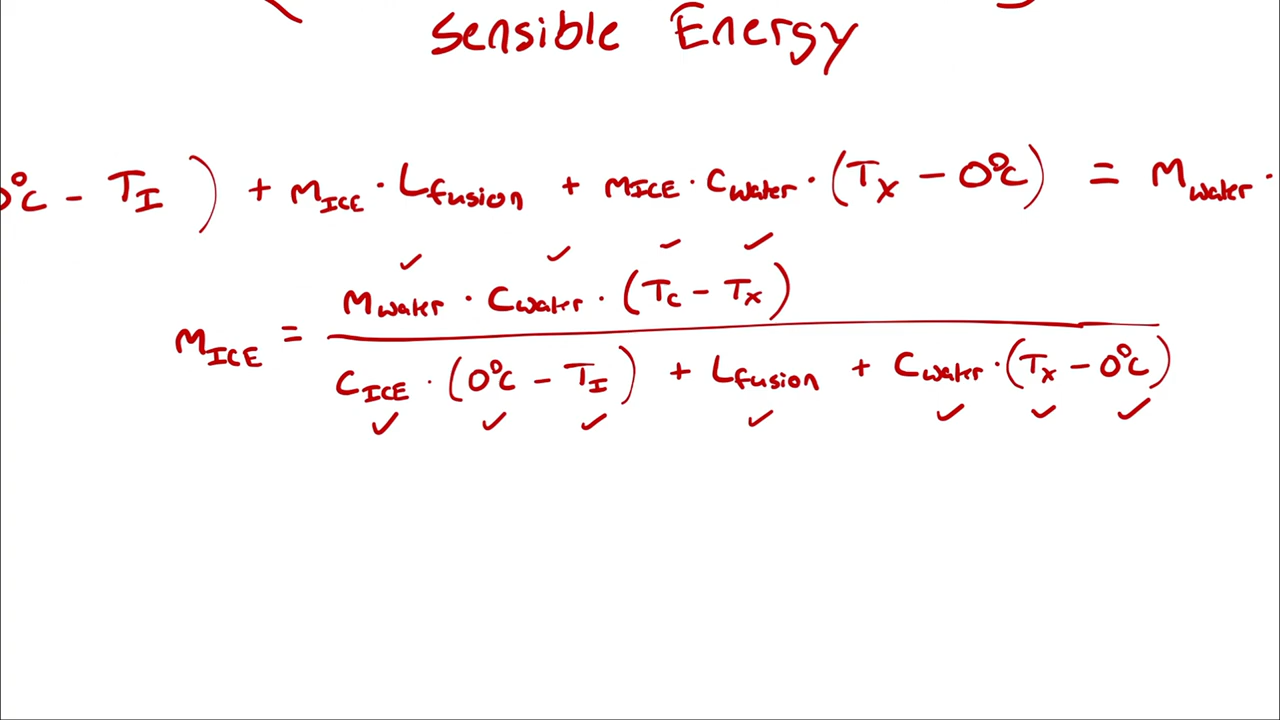 Sensible Energy
0°C - T_I ) + M_ICE · L_fusion + M_ICE · C_water · (T_X - 0°C) = M_water ·
✓ ✓ ✓ ✓
M_water · C_water · (T_C - T_X)
M_ICE =
C_ICE · (0°C - T_I) + L_fusion + C_water · (T_X - 0°C)
✓ ✓ ✓ ✓ ✓ ✓ ✓